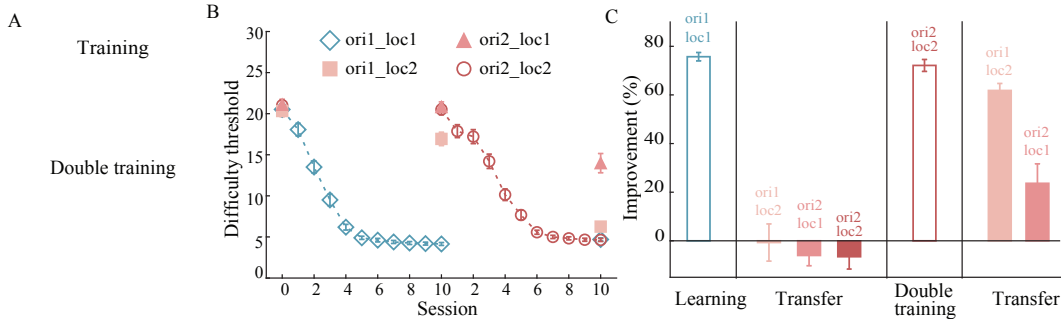 A
Training
Double training
B
Difficulty threshold
30
25
20
15
10
5
0
ori1_loc1
ori2_loc1
ori1_loc2
ori2_loc2
0 2 4 6 8 10 2 4 6 8 10
Session
C
Improvement (%)
80
60
40
20
0
ori1
loc1
ori1
loc2
ori2
loc1
ori2
loc2
ori2
loc2
ori1
loc2
ori2
loc1
Learning
Transfer
Double
training
Transfer